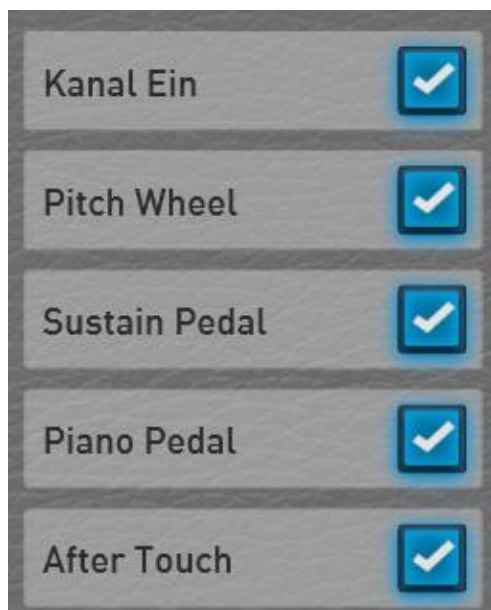 Kanal Ein
Pitch Wheel
Sustain Pedal
Piano Pedal
After Touch